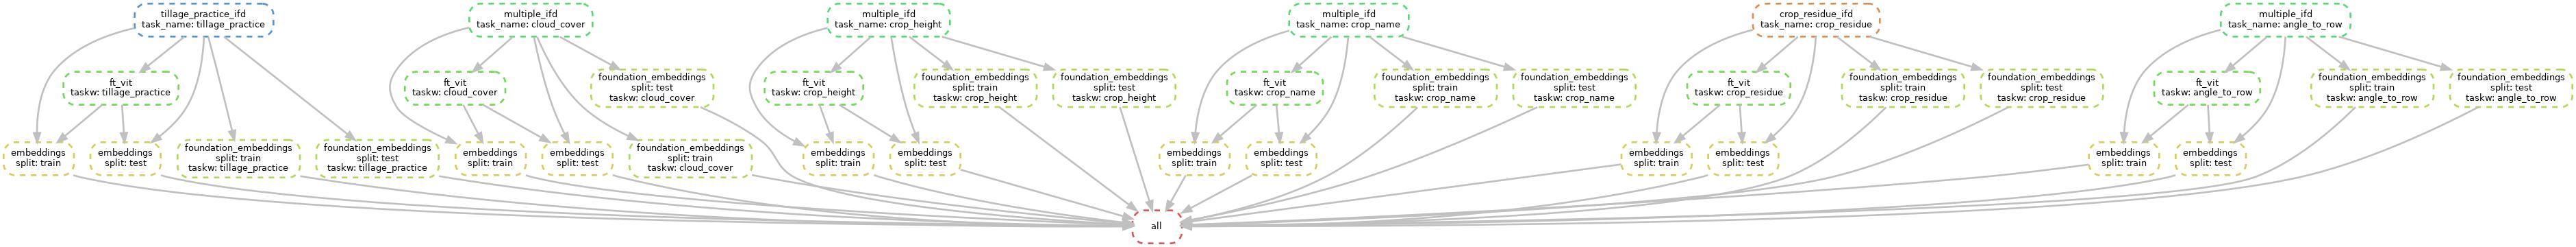 tillage_practice_ifd
task_name: tillage_practice
multiple_ifd
task_name: cloud_cover
multiple_ifd
task_name: crop_height
multiple_ifd
task_name: crop_name
crop_residue_ifd
task_name: crop_residue
multiple_ifd
task_name: angle_to_row
ft_vit
taskw: tillage_practice
ft_vit
taskw: cloud_cover
foundation_embeddings
split: test
taskw: cloud_cover
ft_vit
taskw: crop_height
foundation_embeddings
split: train
taskw: crop_height
foundation_embeddings
split: test
taskw: crop_height
ft_vit
taskw: crop_name
foundation_embeddings
split: train
taskw: crop_name
foundation_embeddings
split: test
taskw: crop_name
ft_vit
taskw: crop_residue
foundation_embeddings
split: train
taskw: crop_residue
foundation_embeddings
split: test
taskw: crop_residue
ft_vit
taskw: angle_to_row
foundation_embeddings
split: train
taskw: angle_to_row
foundation_embeddings
split: test
taskw: angle_to_row
embeddings
split: train
embeddings
split: test
foundation_embeddings
split: train
taskw: tillage_practice
foundation_embeddings
split: test
taskw: tillage_practice
embeddings
split: train
embeddings
split: test
foundation_embeddings
split: train
taskw: cloud_cover
embeddings
split: train
embeddings
split: test
embeddings
split: train
embeddings
split: test
embeddings
split: train
embeddings
split: test
embeddings
split: train
embeddings
split: test
all